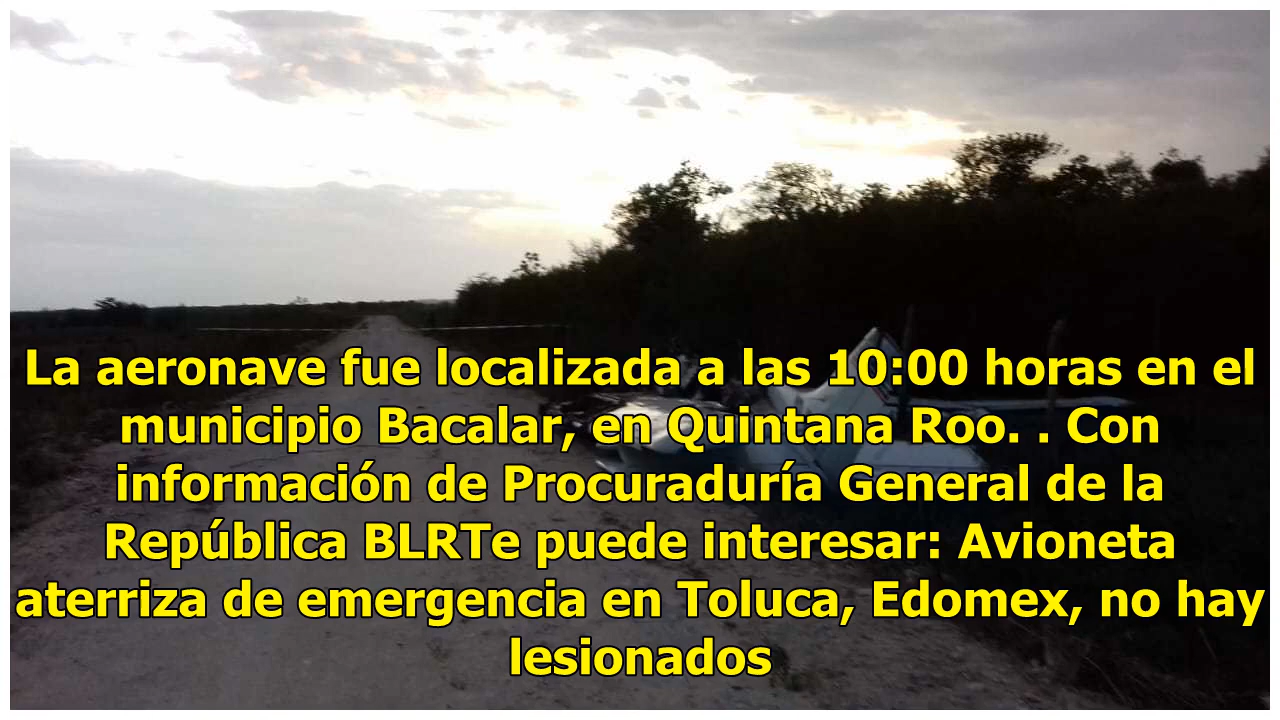 La aeronave fue localizada a las 10:00 horas en el
municipio Bacalar, en Quintana Roo. . Con
información de Procuraduría General de la
República BLRTe puede interesar: Avioneta
aterriza de emergencia en Toluca, Edomex, no hay
lesionados